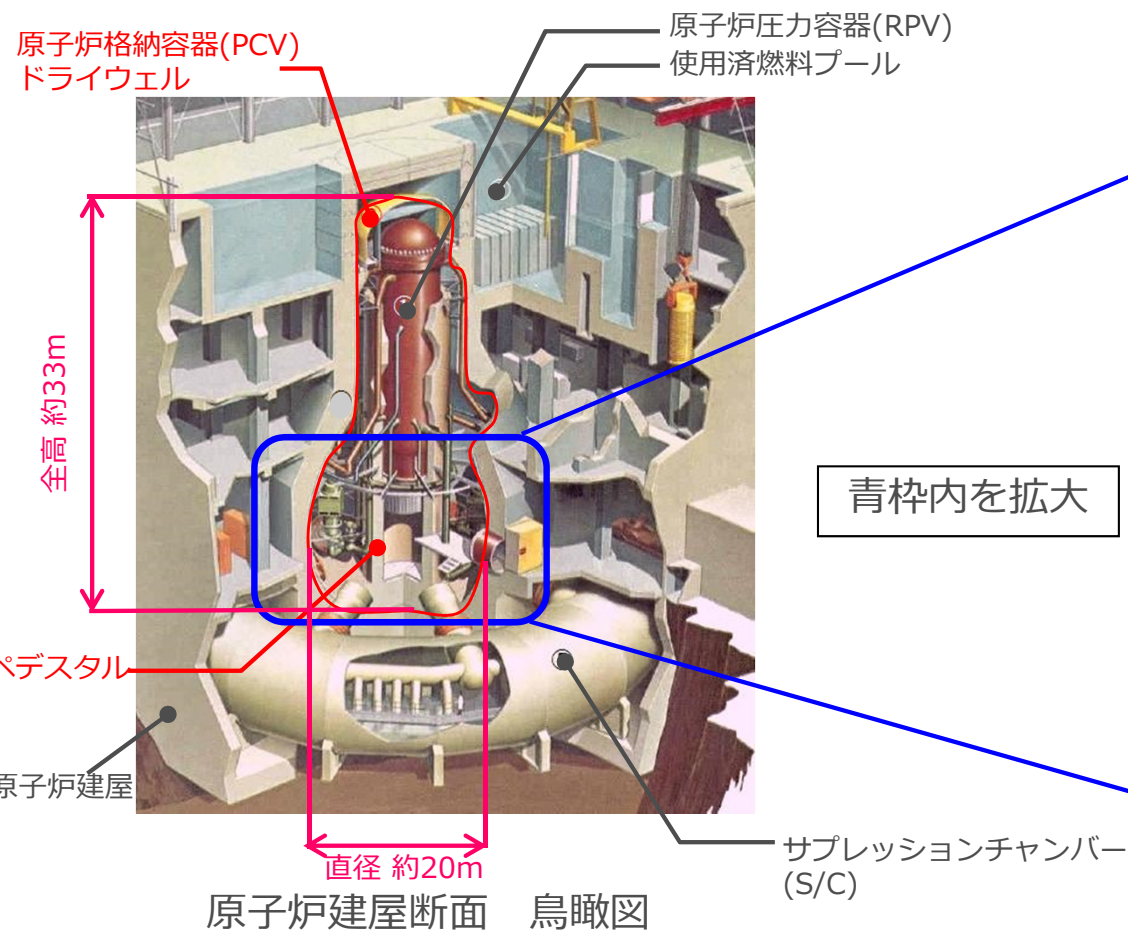 原子炉格納容器(PCV)
ドライウェル
原子炉圧力容器(RPV)
使用済燃料プール
全高 約33m
青枠内を拡大
ペデスタル
原子炉建屋
直径 約20m
サプレッションチャンバー
(S/C)
原子炉建屋断面　鳥瞰図